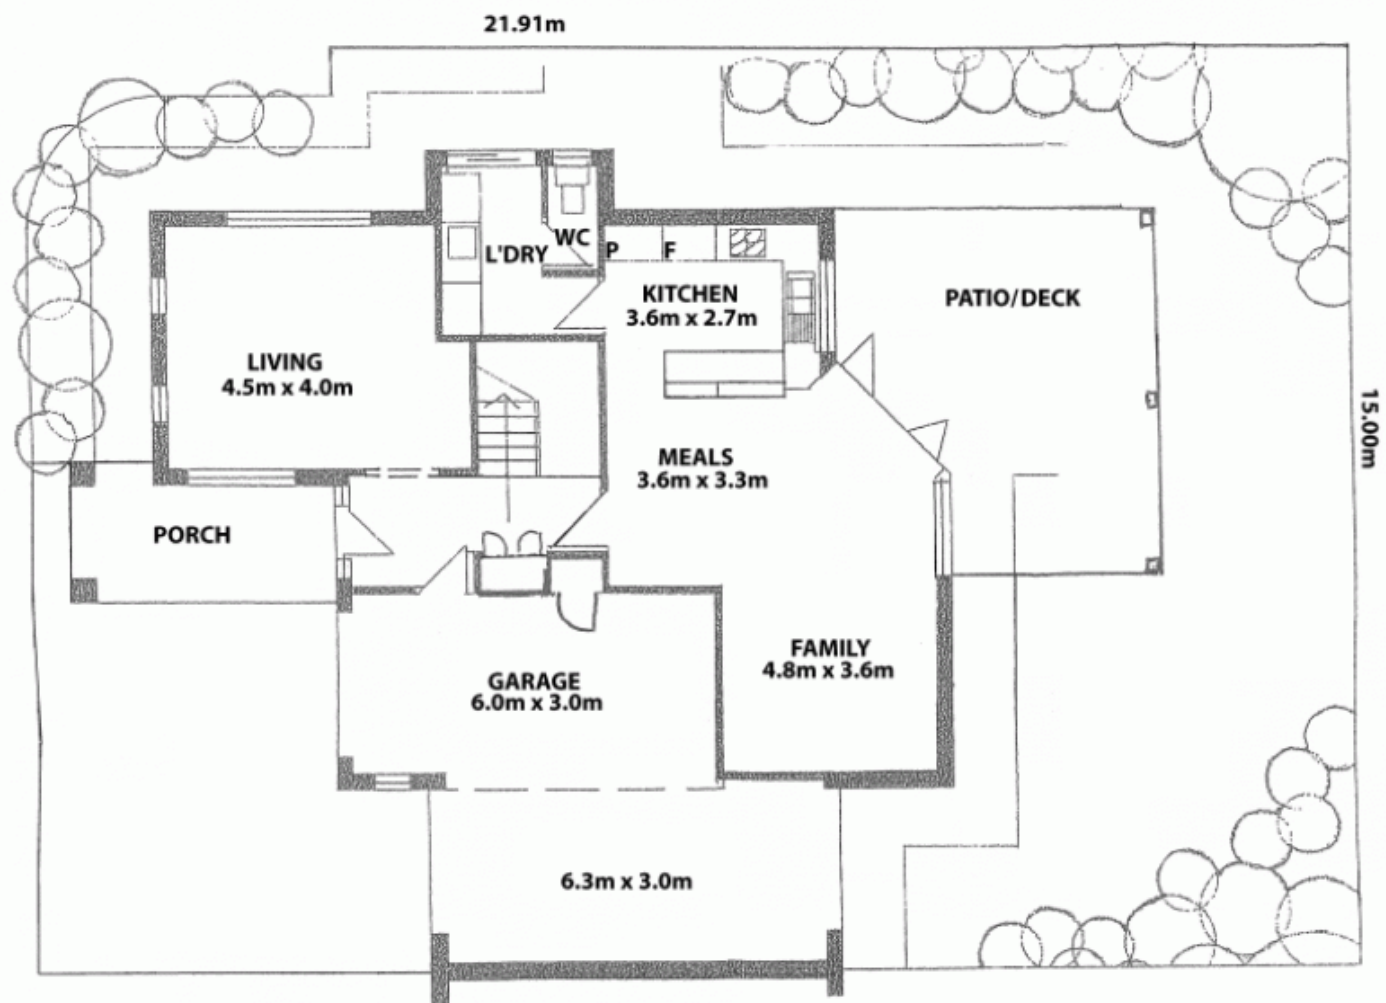 21.91m
WC
L'DRY
P
F
KITCHEN
3.6m x 2.7m
PATIO/DECK
LIVING
4.5m x 4.0m
15.00m
MEALS
3.6m x 3.3m
PORCH
FAMILY
4.8m x 3.6m
GARAGE
6.0m x 3.0m
6.3m x 3.0m